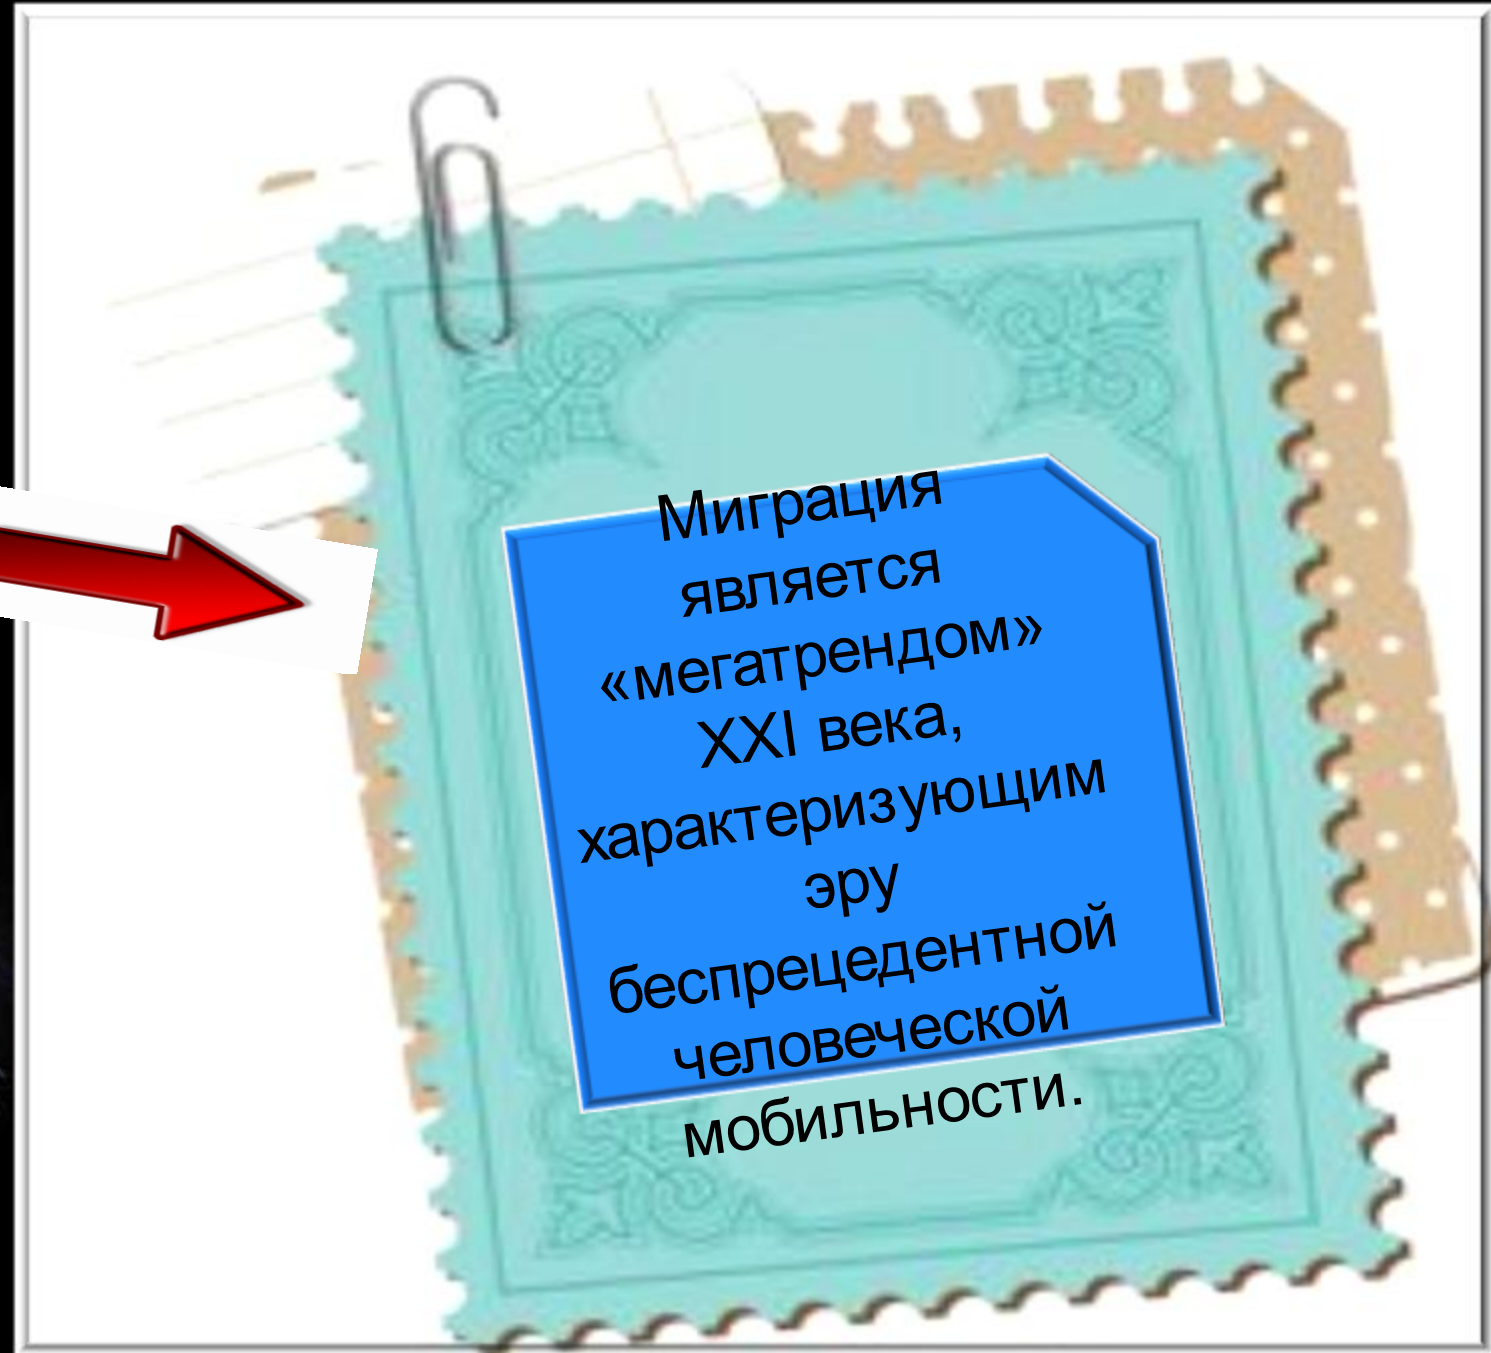 Миграция
является
«мегатрендом»
XXI века,
характеризующим
эру
беспрецедентной
человеческой
мобильности.